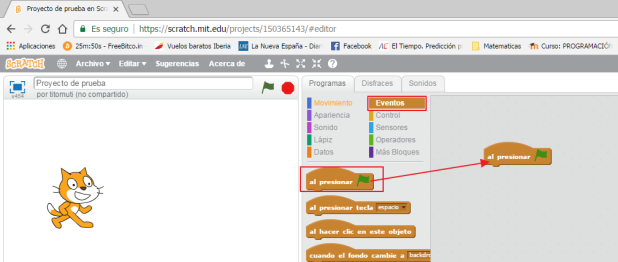 Proyecto de prueba en Scr
Es seguro | https://scratch.mit.edu/projects/150365143/#editor
Aplicaciones 25m:50s - FreeBitco.in Vuelos baratos Iberia La Nueva España - Diar Facebook El Tiempo. Predicción p Matematicas Curso: PROGRAMACIÓN
SCRATCH Archivo Editar Sugerencias Acerca de
Proyecto de prueba
por titomuti (no compartido)
v454
Programas Disfraces Sonidos
Movimiento Eventos
Apariencia Control
Sonido Sensores
Lápiz Operadores
Datos Más Bloques
al presionar
al presionar
al presionar tecla espacio
al hacer clic en este objeto
cuando el fondo cambie a backdro